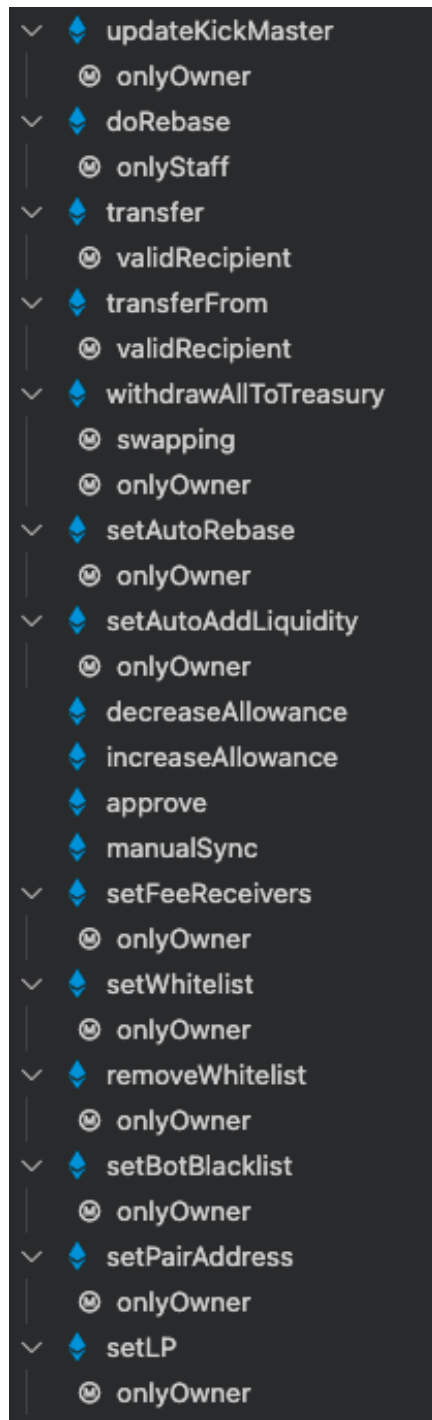 updateKickMaster
onlyOwner
doRebase
onlyStaff
transfer
validRecipient
transferFrom
validRecipient
withdrawAllToTreasury
swapping
onlyOwner
setAutoRebase
onlyOwner
setAutoAddLiquidity
onlyOwner
decreaseAllowance
increaseAllowance
approve
manualSync
setFeeReceivers
onlyOwner
setWhitelist
onlyOwner
removeWhitelist
onlyOwner
setBotBlacklist
onlyOwner
setPairAddress
onlyOwner
setLP
onlyOwner